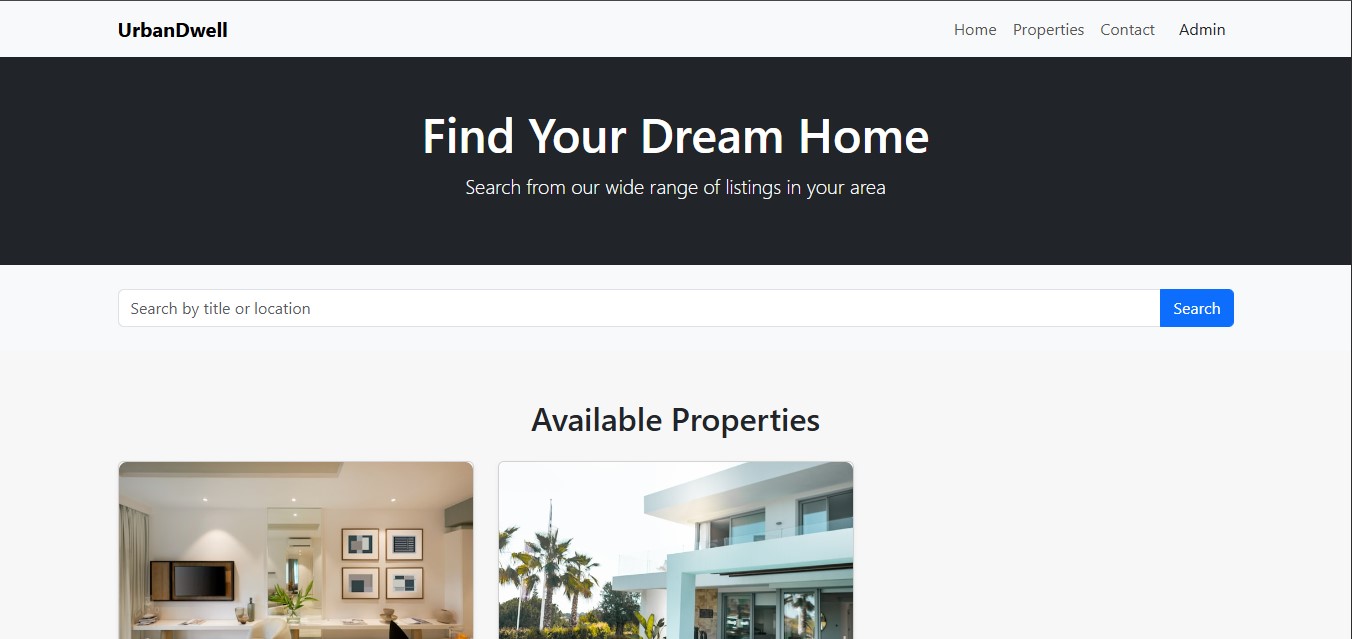 UrbanDwell
Home Properties Contact Admin
Find Your Dream Home
Search from our wide range of listings in your area
Search by title or location Search
Available Properties